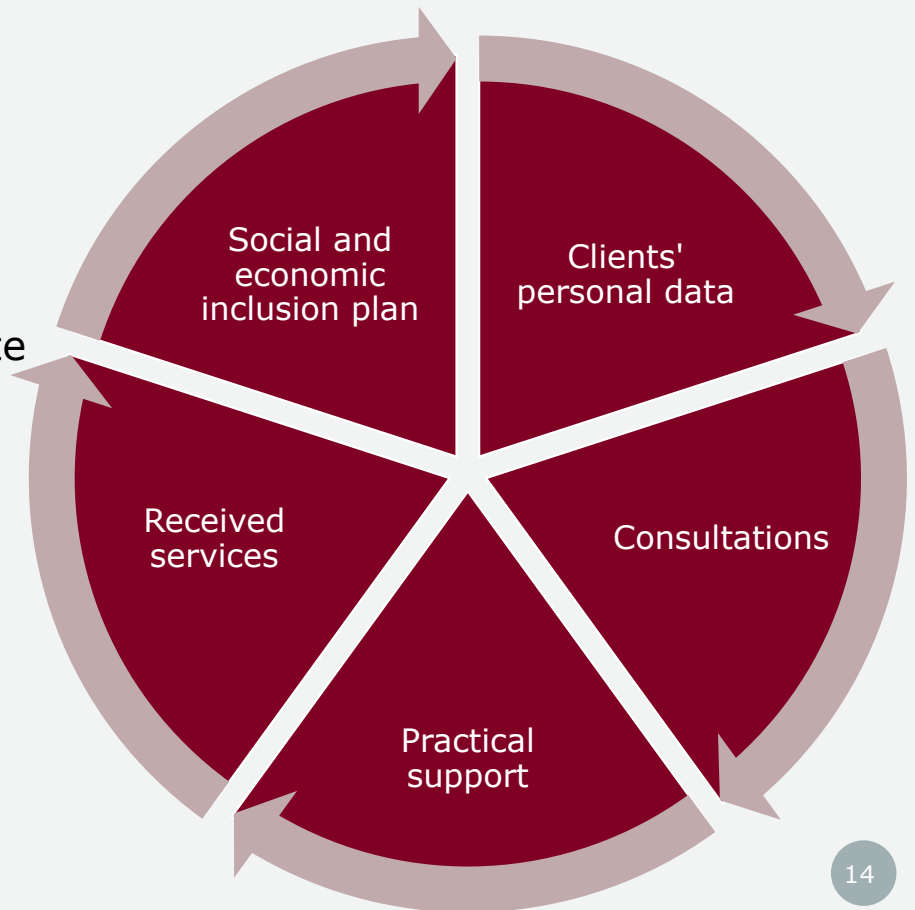 Social and
economic
inclusion plan
Clients'
personal data
Consultations
Practical
support
Received
services
14